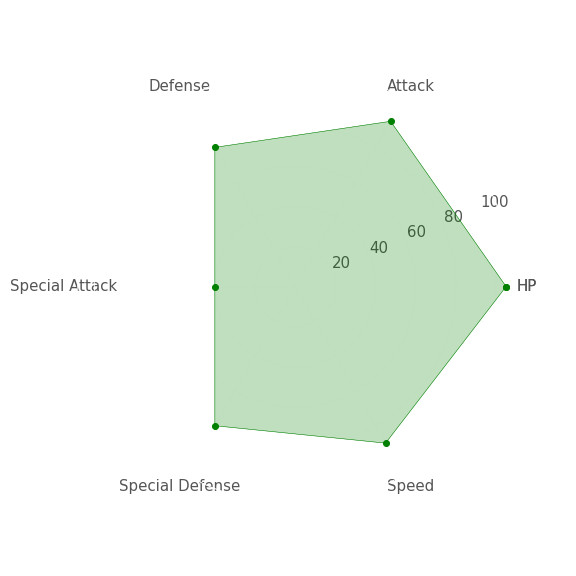 Defense
Attack
100
80
60
40
20
Special Attack
HP
Special Defense
Speed